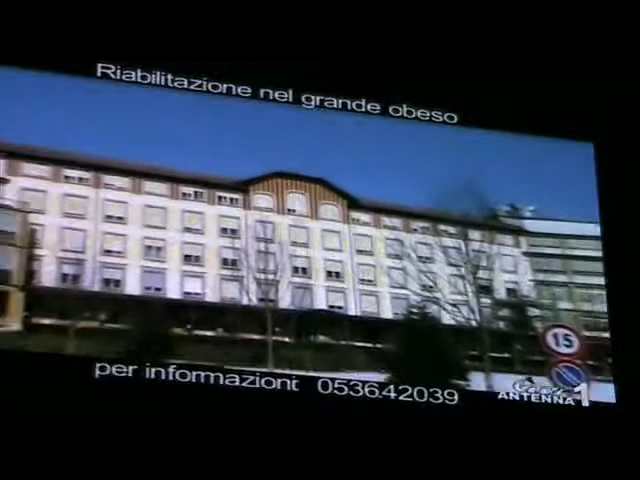 Riabilitazione nel grande obeso
15
per informazioni: 0536.42039
ANTENNA 1